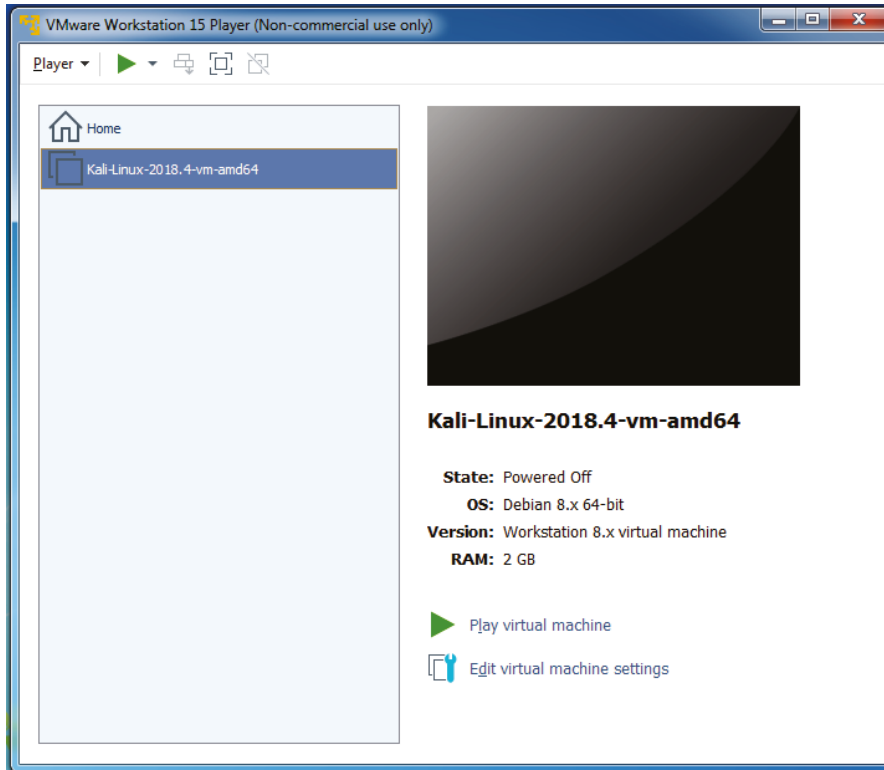 VMware Workstation 15 Player (Non-commercial use only)
Player
Home
Kali-Linux-2018.4-vm-amd64
Kali-Linux-2018.4-vm-amd64
State: Powered Off
OS: Debian 8.x 64-bit
Version: Workstation 8.x virtual machine
RAM: 2 GB
Play virtual machine
Edit virtual machine settings